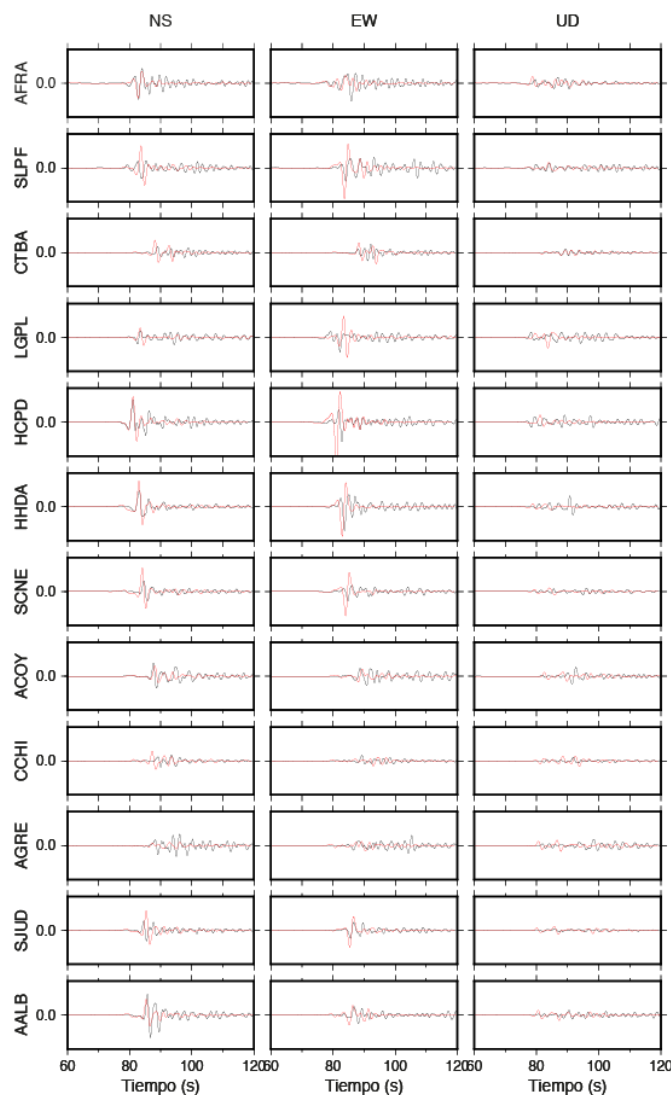 NS EW UD
AFRA 0.0
SLPF 0.0
CTBA 0.0
LGPL 0.0
HCPD 0.0
HHDA 0.0
SCNE 0.0
ACOY 0.0
CCHI 0.0
AGRE 0.0
SJUD 0.0
AALB 0.0
60 80 100 120 60 80 100 120 60 80 100 120
Tiempo (s) Tiempo (s) Tiempo (s)